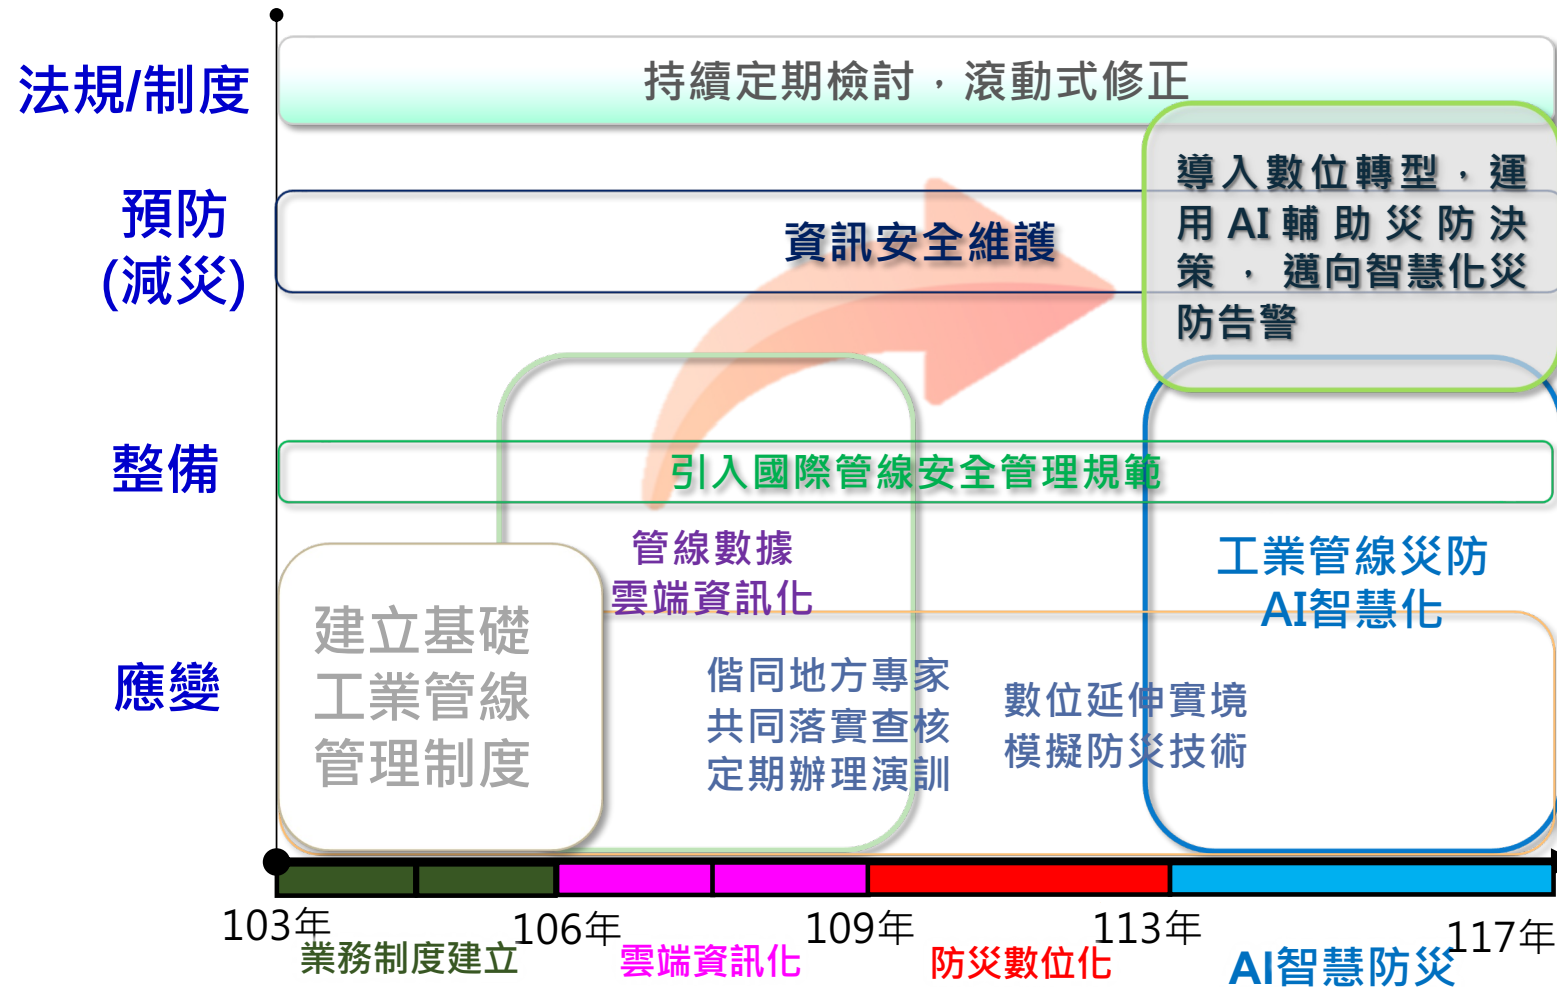 法規/制度
持續定期檢討，滾動式修正
預防
(減災)
資訊安全維護
導入數位轉型，運
用AI輔助災防決
策，邁向智慧化災
防告警
整備
引入國際管線安全管理規範
管線數據
雲端資訊化
工業管線災防
AI智慧化
應變
建立基礎
工業管線
管理制度
偕同地方專家
共同落實查核
定期辦理演訓
數位延伸實境
模擬防災技術
103年
106年
109年
113年
117年
業務制度建立
雲端資訊化
防災數位化
AI智慧防災